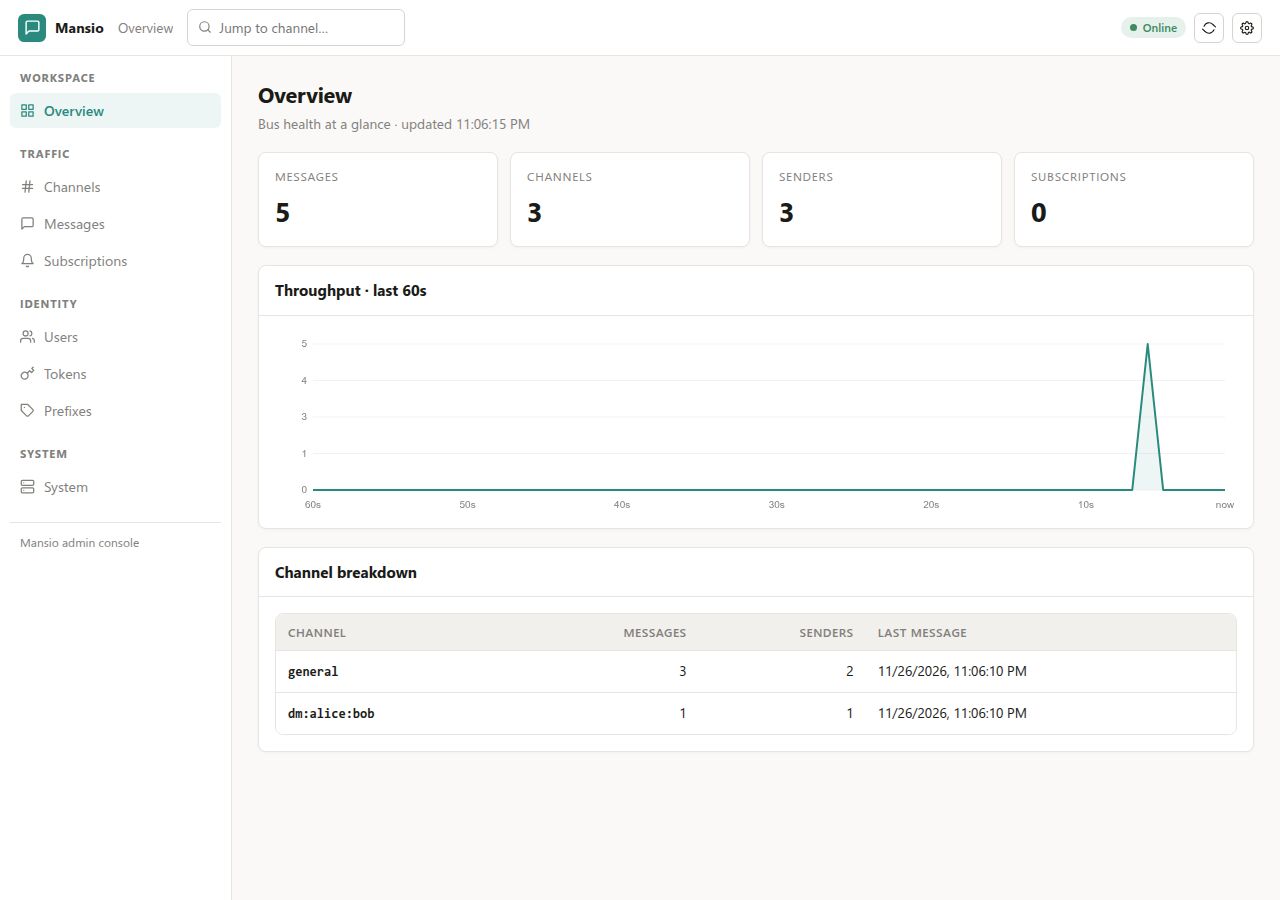 Mansio Overview Jump to channel... Online
WORKSPACE
Overview
TRAFFIC
Channels
Messages
Subscriptions
IDENTITY
Users
Tokens
Prefixes
SYSTEM
System
Mansio admin console
Overview
Bus health at a glance · updated 11:06:15 PM
MESSAGES CHANNELS SENDERS SUBSCRIPTIONS
5 3 3 0
Throughput · last 60s
5
4
3
1
0
60s 50s 40s 30s 20s 10s now
Channel breakdown
CHANNEL MESSAGES SENDERS LAST MESSAGE
general 3 2 11/26/2026, 11:06:10 PM
dm:alice:bob 1 1 11/26/2026, 11:06:10 PM